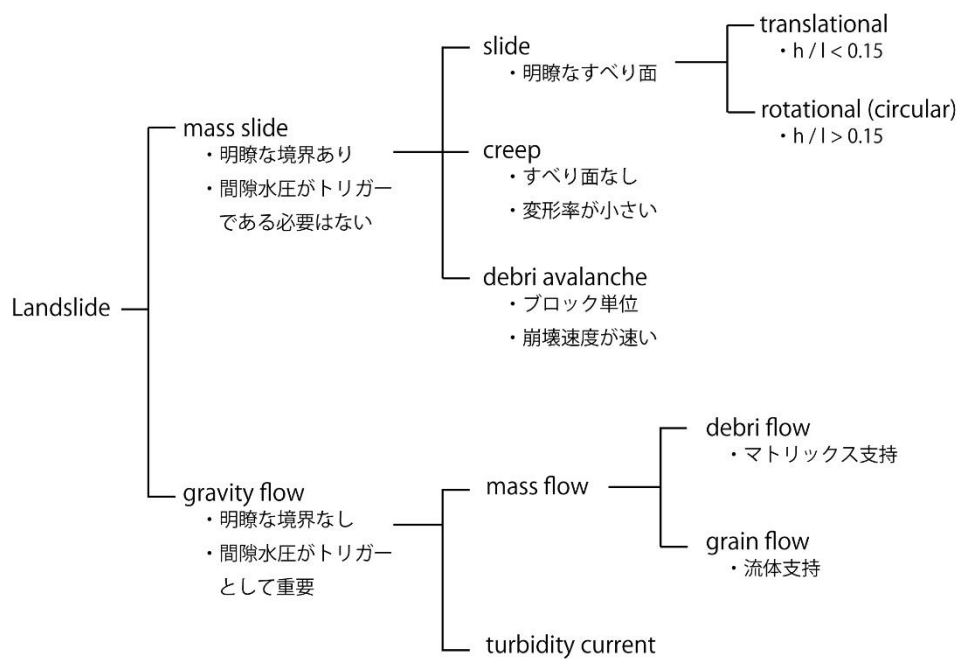 Landslide
mass slide
・明瞭な境界あり
・間隙水圧がトリガー
である必要はない
slide
・明瞭なすべり面
translational
・h / l < 0.15
rotational (circular)
・h / l > 0.15
creep
・すべり面なし
・変形率が小さい
debri avalanche
・ブロック単位
・崩壊速度が速い
gravity flow
・明瞭な境界なし
・間隙水圧がトリガー
として重要
mass flow
debri flow
・マトリックス支持
grain flow
・流体支持
turbidity current